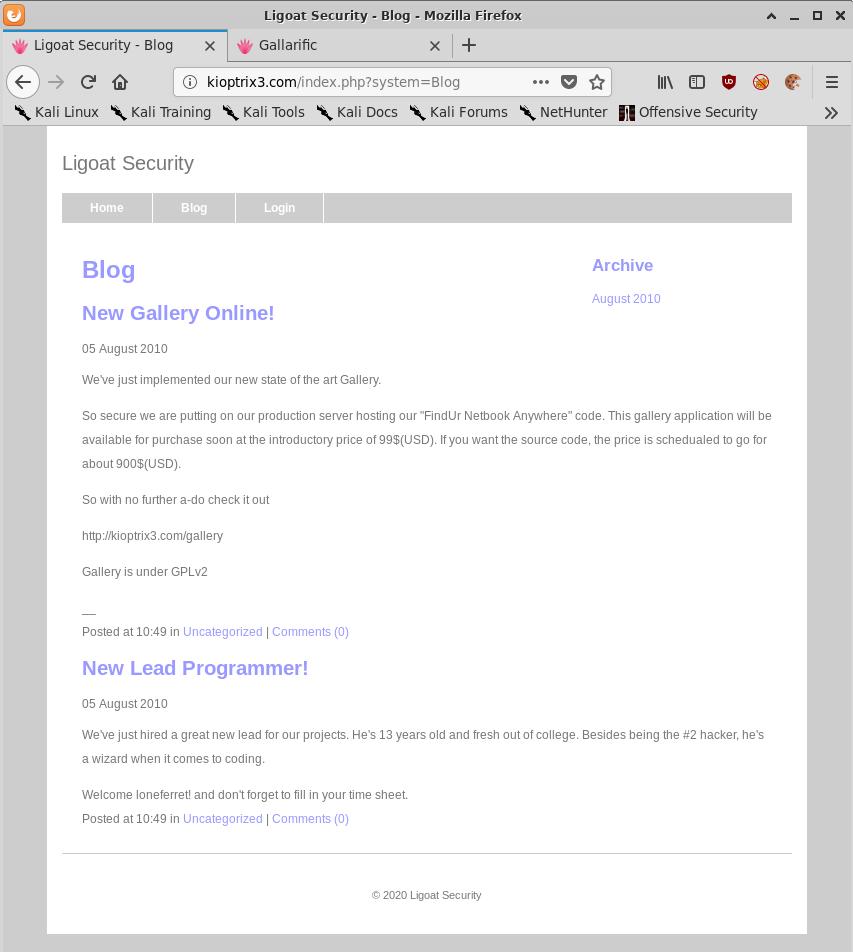 Ligoat Security - Blog - Mozilla Firefox
Ligoat Security - Blog
Gallarific
kioptrix3.com/index.php?system=Blog
Kali Linux
Kali Training
Kali Tools
Kali Docs
Kali Forums
NetHunter
Offensive Security
Ligoat Security
Home
Blog
Login
Blog
New Gallery Online!
05 August 2010
We've just implemented our new state of the art Gallery.
So secure we are putting on our production server hosting our "FindUr Netbook Anywhere" code. This gallery application will be
available for purchase soon at the introductory price of 99$(USD). If you want the source code, the price is schedualed to go for
about 900$(USD).
So with no further a-do check it out
http://kioptrix3.com/gallery
Gallery is under GPLv2
__
Posted at 10:49 in Uncategorized | Comments (0)
New Lead Programmer!
05 August 2010
We've just hired a great new lead for our projects. He's 13 years old and fresh out of college. Besides being the #2 hacker, he's
a wizard when it comes to coding.
Welcome loneferret! and don't forget to fill in your time sheet.
Posted at 10:49 in Uncategorized | Comments (0)
Archive
August 2010
© 2020 Ligoat Security